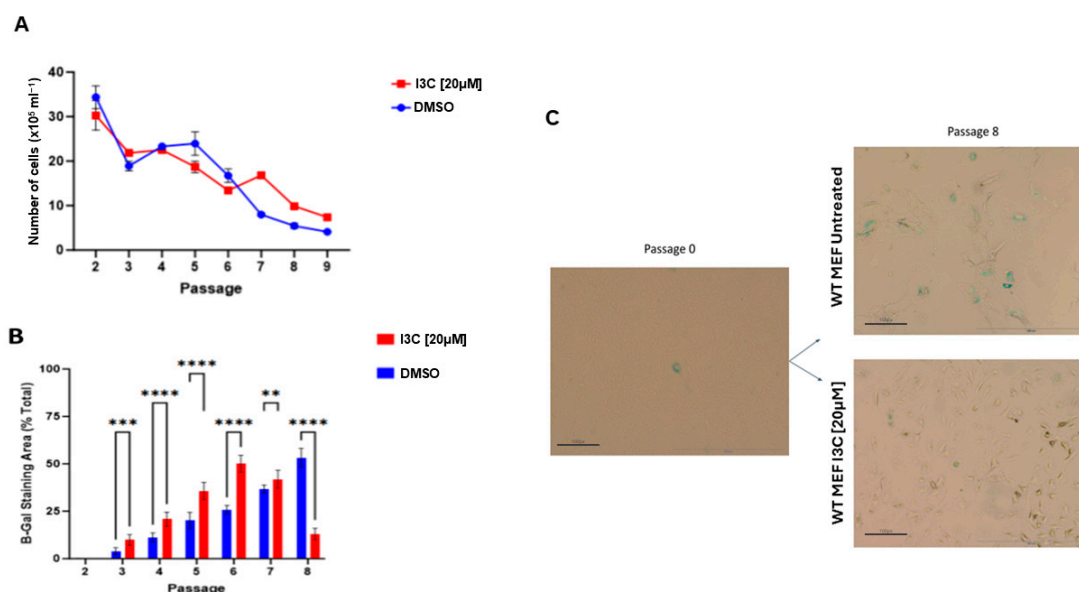 A
Number of cells (x10⁵ ml⁻¹)
40
30
20
10
0
2 3 4 5 6 7 8 9
Passage
I3C [20µM]
DMSO
B
B-Gal Staining Area (% Total)
100
75
50
25
0
*** **** **** **** ** ****
2 3 4 5 6 7 8
Passage
I3C [20µM]
DMSO
C
Passage 0
Passage 8
WT MEF Untreated
WT MEF I3C [20µM]